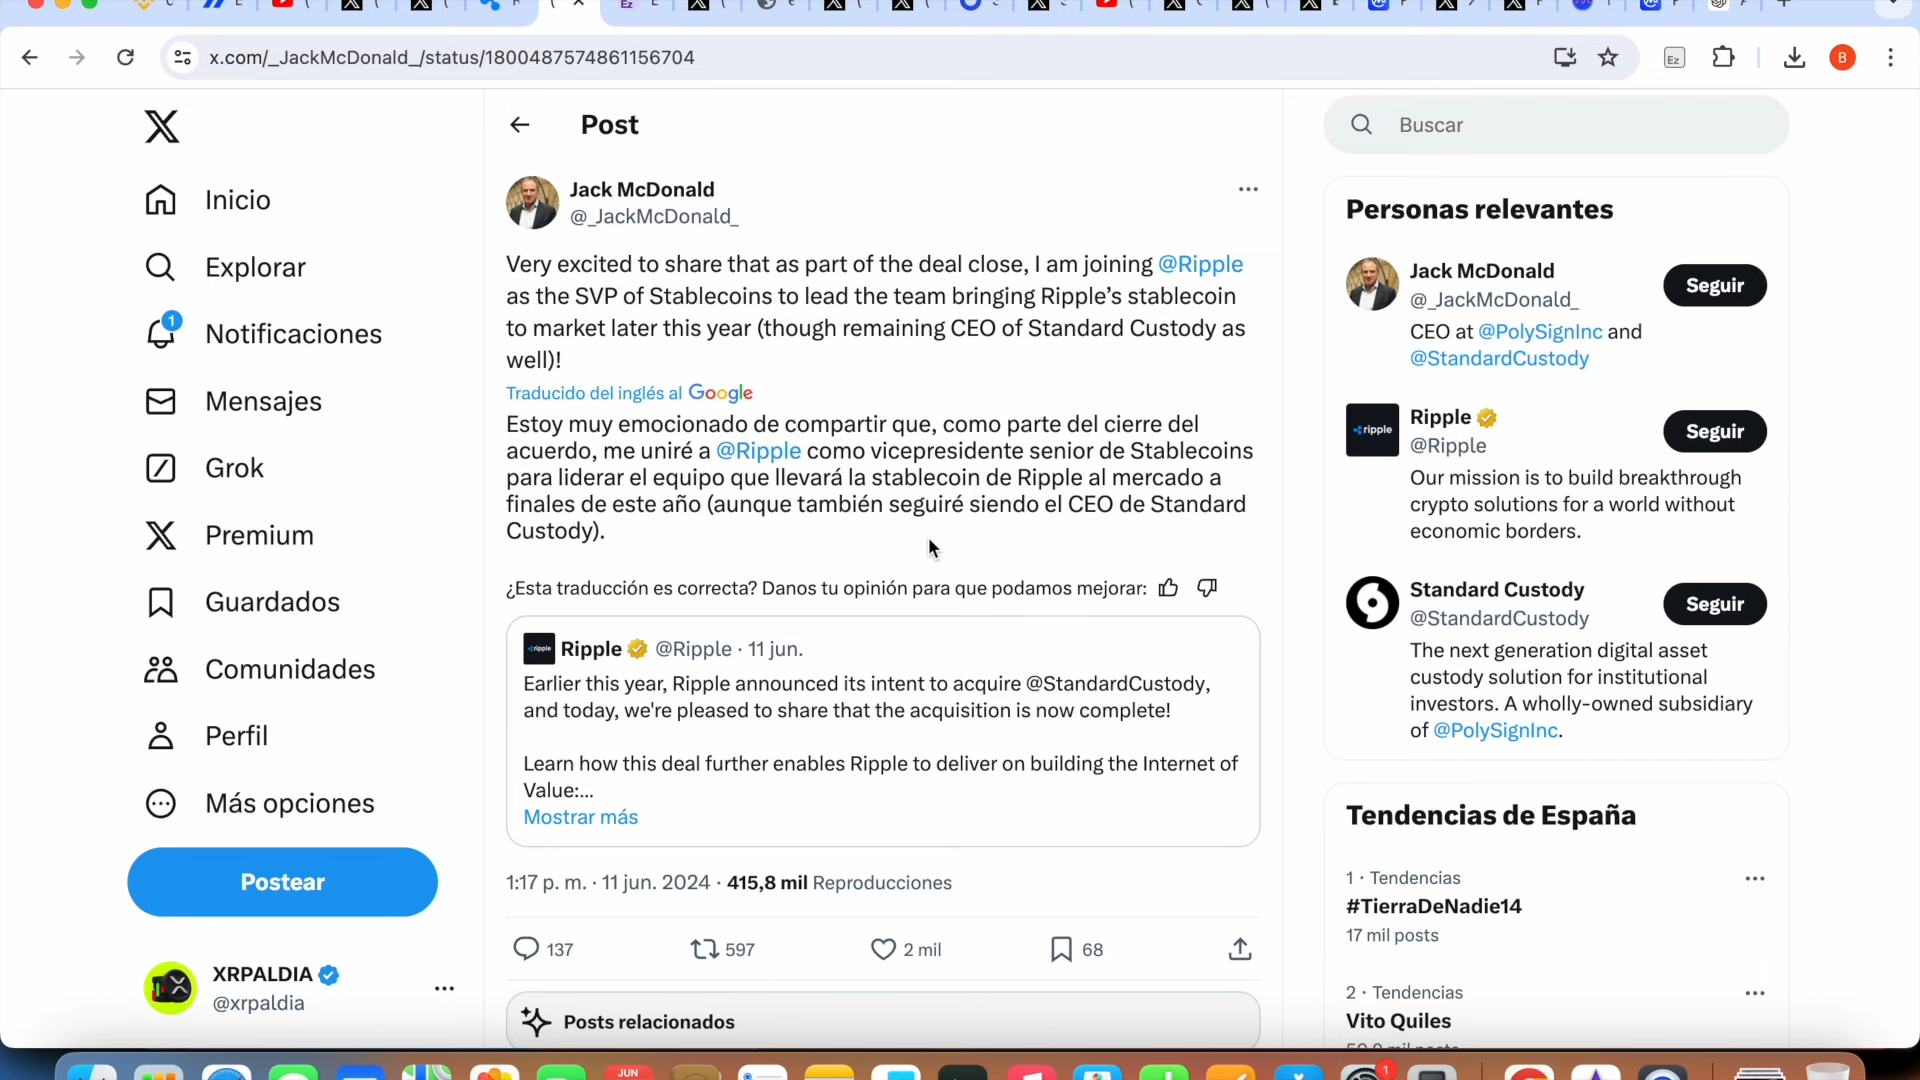 x.com/_JackMcDonald_/status/1800487574861156704
Ez
B
Inicio
Explorar
1
Notificaciones
Mensajes
Grok
Premium
Guardados
Comunidades
Perfil
Más opciones
Postear
XRPALDIA
@xrpaldia
Post
Jack McDonald
@_JackMcDonald_
Very excited to share that as part of the deal close, I am joining @Ripple
as the SVP of Stablecoins to lead the team bringing Ripple’s stablecoin
to market later this year (though remaining CEO of Standard Custody as
well)!
Traducido del inglés al Google
Estoy muy emocionado de compartir que, como parte del cierre del
acuerdo, me uniré a @Ripple como vicepresidente senior de Stablecoins
para liderar el equipo que llevará la stablecoin de Ripple al mercado a
finales de este año (aunque también seguiré siendo el CEO de Standard
Custody).
¿Esta traducción es correcta? Danos tu opinión para que podamos mejorar:
ripple
Ripple @Ripple · 11 jun.
Earlier this year, Ripple announced its intent to acquire @StandardCustody,
and today, we're pleased to share that the acquisition is now complete!
Learn how this deal further enables Ripple to deliver on building the Internet of
Value:...
Mostrar más
1:17 p. m. · 11 jun. 2024 · 415,8 mil Reproducciones
137 597 2 mil 68
Posts relacionados
Buscar
Personas relevantes
Jack McDonald
@_JackMcDonald_
Seguir
CEO at @PolySignInc and
@StandardCustody
ripple
Ripple
@Ripple
Seguir
Our mission is to build breakthrough
crypto solutions for a world without
economic borders.
Standard Custody
@StandardCustody
Seguir
The next generation digital asset
custody solution for institutional
investors. A wholly-owned subsidiary
of @PolySignInc.
Tendencias de España
1 · Tendencias
#TierraDeNadie14
17 mil posts
2 · Tendencias
Vito Quiles
JUN
1